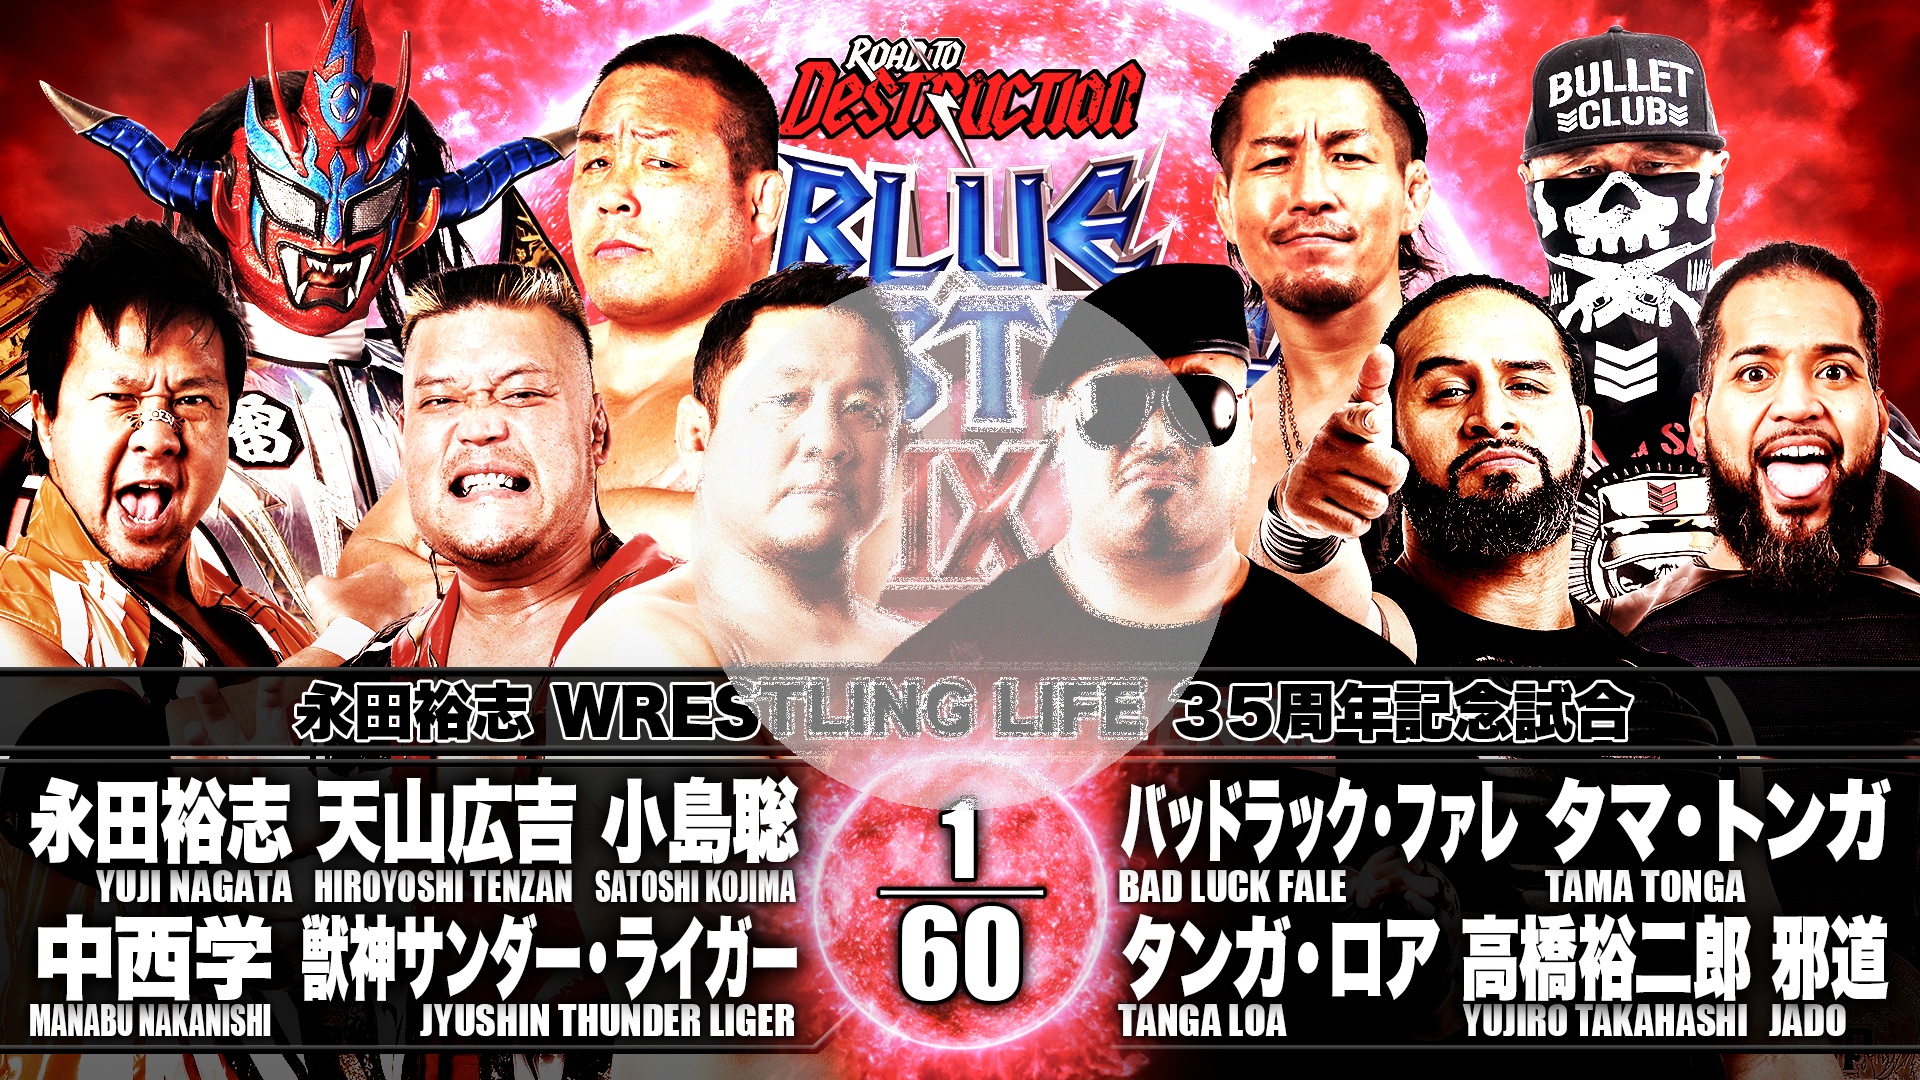 ROAD TO
DESTRUCTION
BLUE
IX
BULLET
CLUB
雷
永田裕志 WRESTLING LIFE 35周年記念試合
永田裕志 天山広吉 小島聡
YUJI NAGATA HIROYOSHI TENZAN SATOSHI KOJIMA
中西学 獣神サンダー・ライガー
MANABU NAKANISHI JYUSHIN THUNDER LIGER
1
60
バッドラック・ファレ タマ・トンガ
BAD LUCK FALE TAMA TONGA
タンガ・ロア 高橋裕二郎 邪道
TANGA LOA YUJIRO TAKAHASHI JADO